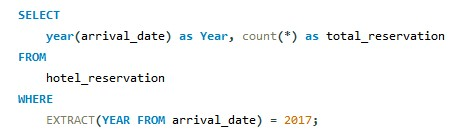 SELECT
year(arrival_date) as Year, count(*) as total_reservation
FROM
hotel_reservation
WHERE
EXTRACT(YEAR FROM arrival_date) = 2017;